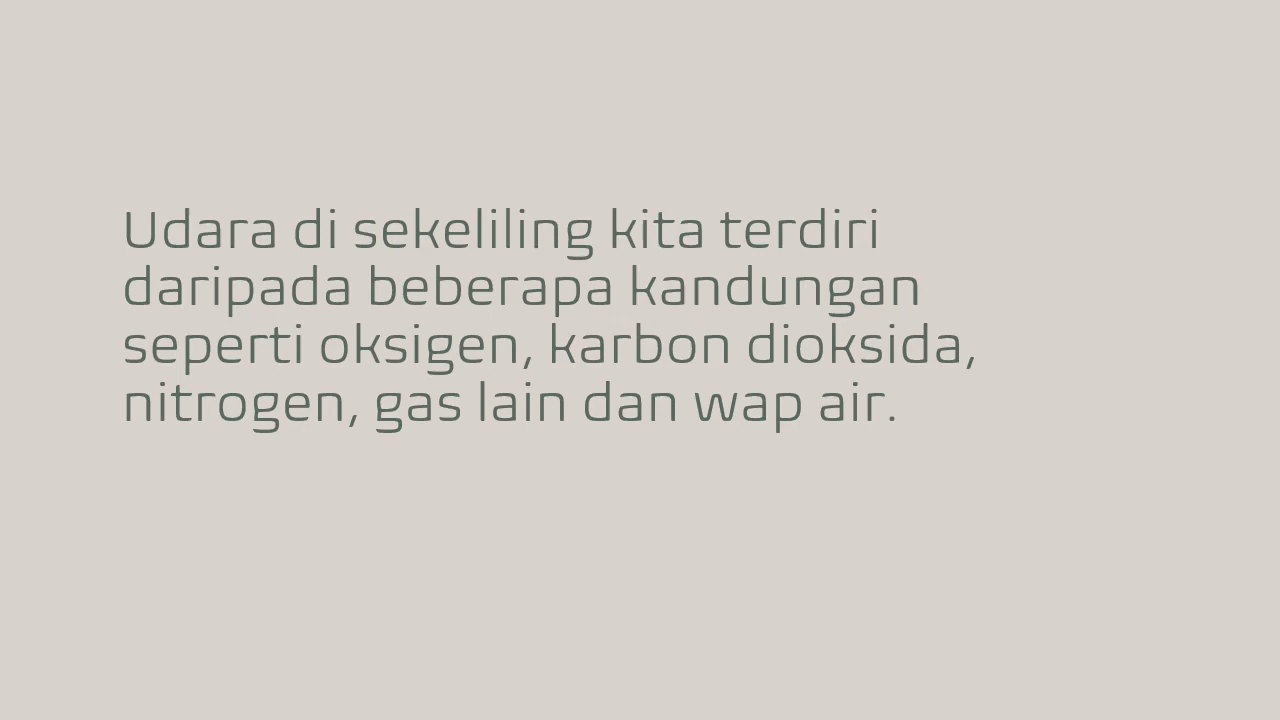 Udara di sekeliling kita terdiri
daripada beberapa kandungan
seperti oksigen, karbon dioksida,
nitrogen, gas lain dan wap air.